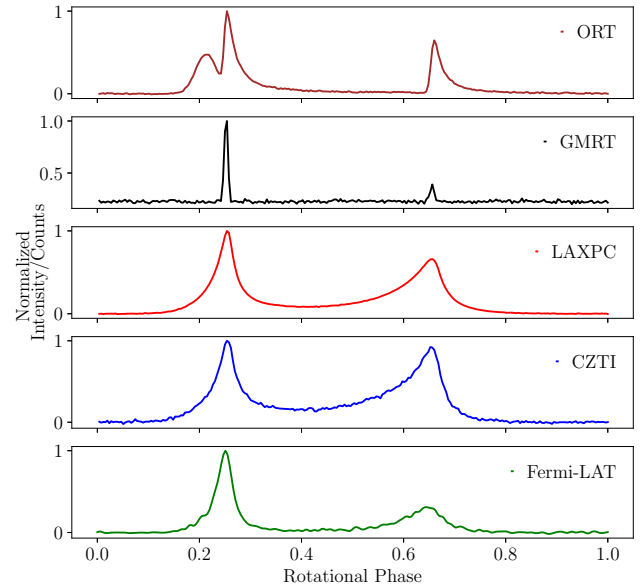 1
ORT
0
1.0
GMRT
0.5
1
LAXPC
0
Normalized
Intensity/Counts
1
CZTI
0
1
Fermi-LAT
0
0.0 0.2 0.4 0.6 0.8 1.0
Rotational Phase